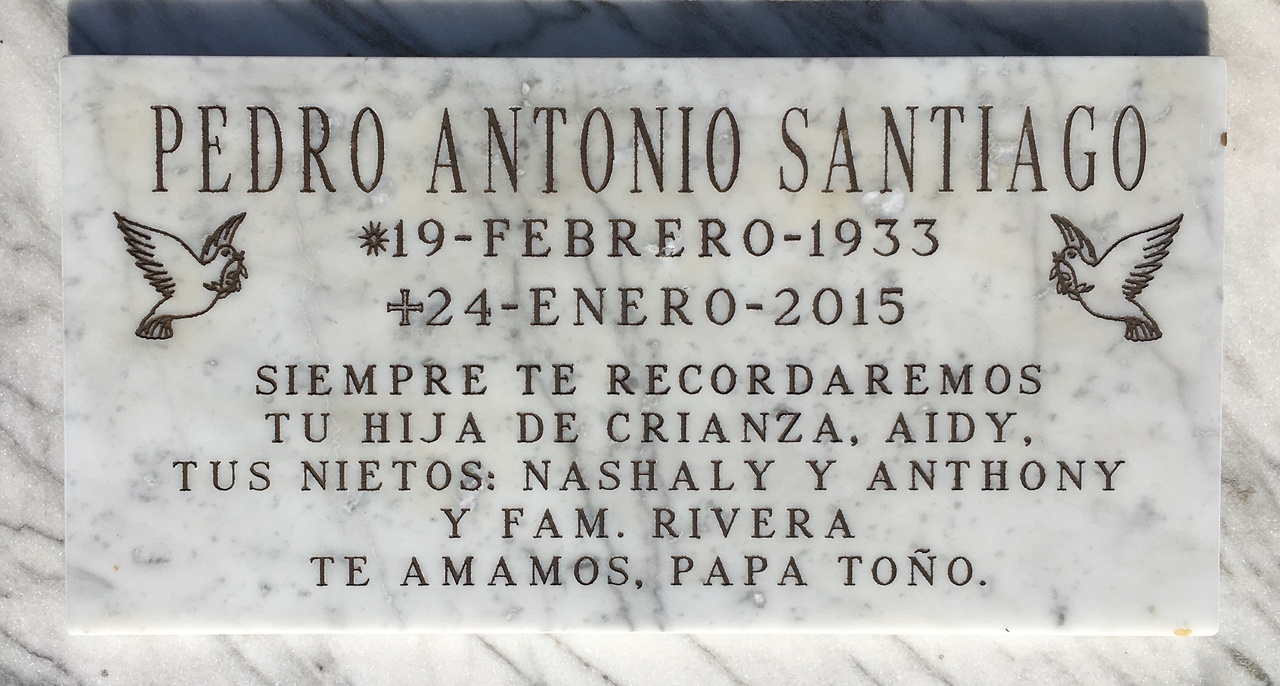 PEDRO ANTONIO SANTIAGO
✷19-FEBRERO-1933
✝24-ENERO-2015
SIEMPRE TE RECORDAREMOS
TU HIJA DE CRIANZA, AIDY,
TUS NIETOS: NASHALY Y ANTHONY
Y FAM. RIVERA
TE AMAMOS, PAPA TOÑO.